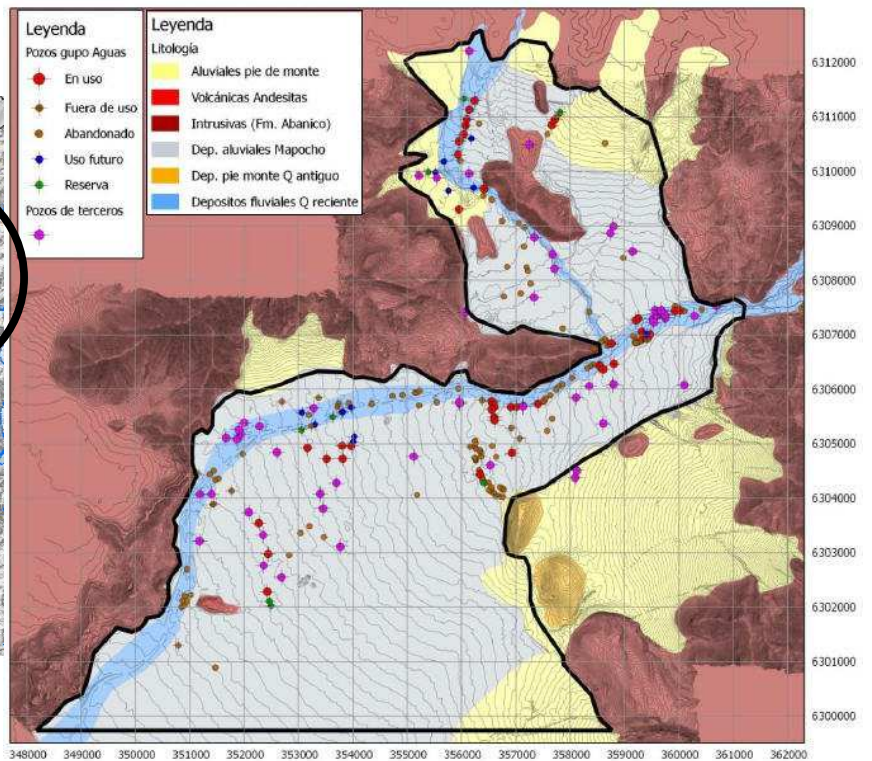 Leyenda
Pozos gupo Aguas
En uso
Fuera de uso
Abandonado
Uso futuro
Reserva
Pozos de terceros
Leyenda
Litología
Aluviales pie de monte
Volcánicas Andesitas
Intrusivas (Fm. Abanico)
Dep. aluviales Mapocho
Dep. pie monte Q antiguo
Depositos fluviales Q reciente
6312000
6311000
6310000
6309000
6308000
6307000
6306000
6305000
6304000
6303000
6302000
6301000
6300000
348000 349000 350000 351000 352000 353000 354000 355000 356000 357000 358000 359000 360000 361000 362000